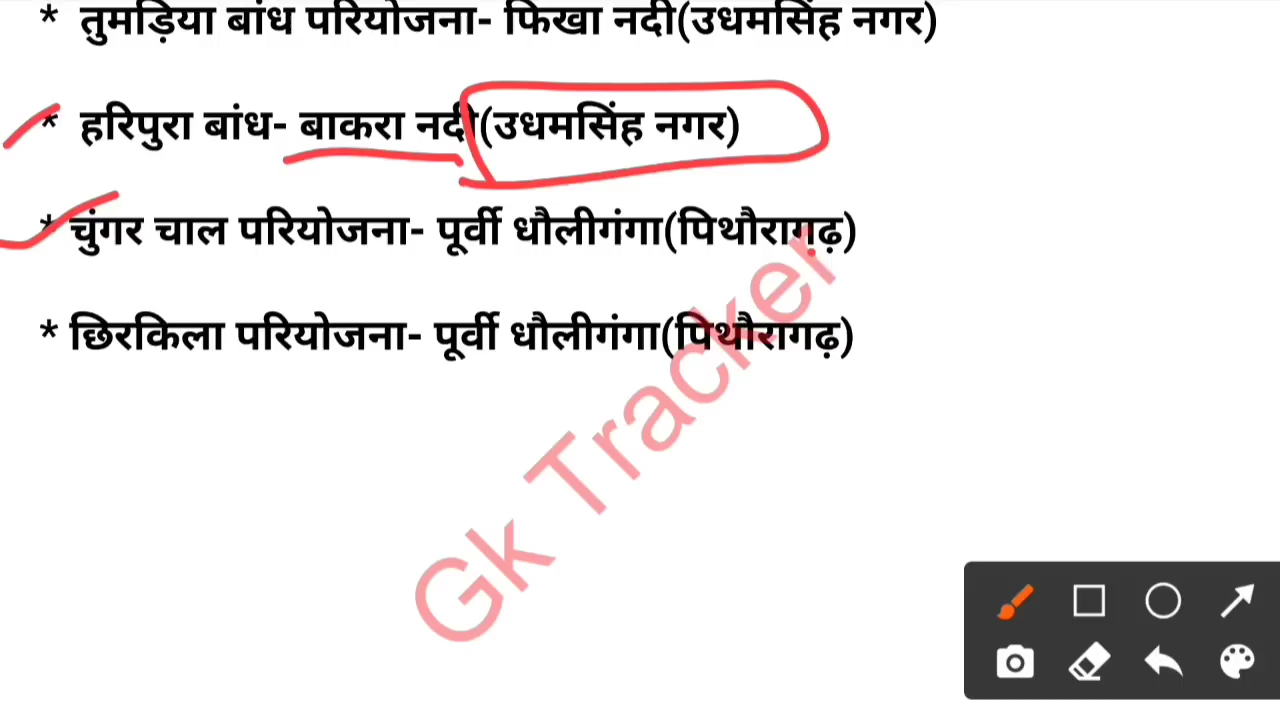 * तुमड़िया बांध परियोजना- फिखा नदी(उधमसिंह नगर)
* हरिपुरा बांध- बाकरा नदी(उधमसिंह नगर)
* चुंगर चाल परियोजना- पूर्वी धौलीगंगा(पिथौरागढ़)
* छिरकिला परियोजना- पूर्वी धौलीगंगा(पिथौरागढ़)
Gk Tracker